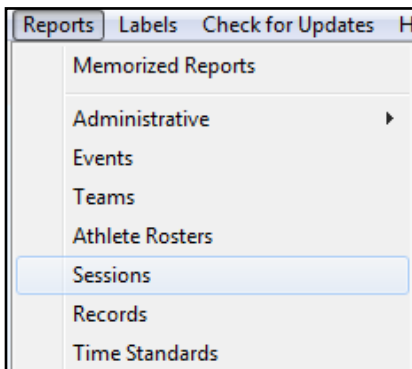 Reports Labels Check for Updates H
Memorized Reports
Administrative
Events
Teams
Athlete Rosters
Sessions
Records
Time Standards